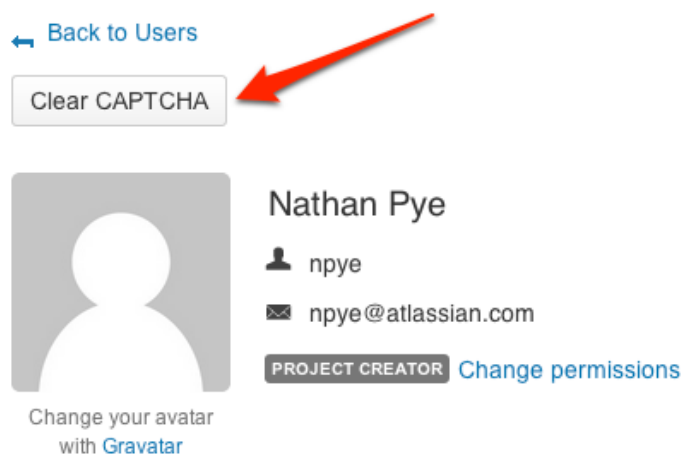 Back to Users
Clear CAPTCHA
Nathan Pye
npye
npye@atlassian.com
PROJECT CREATOR Change permissions
Change your avatar
with Gravatar